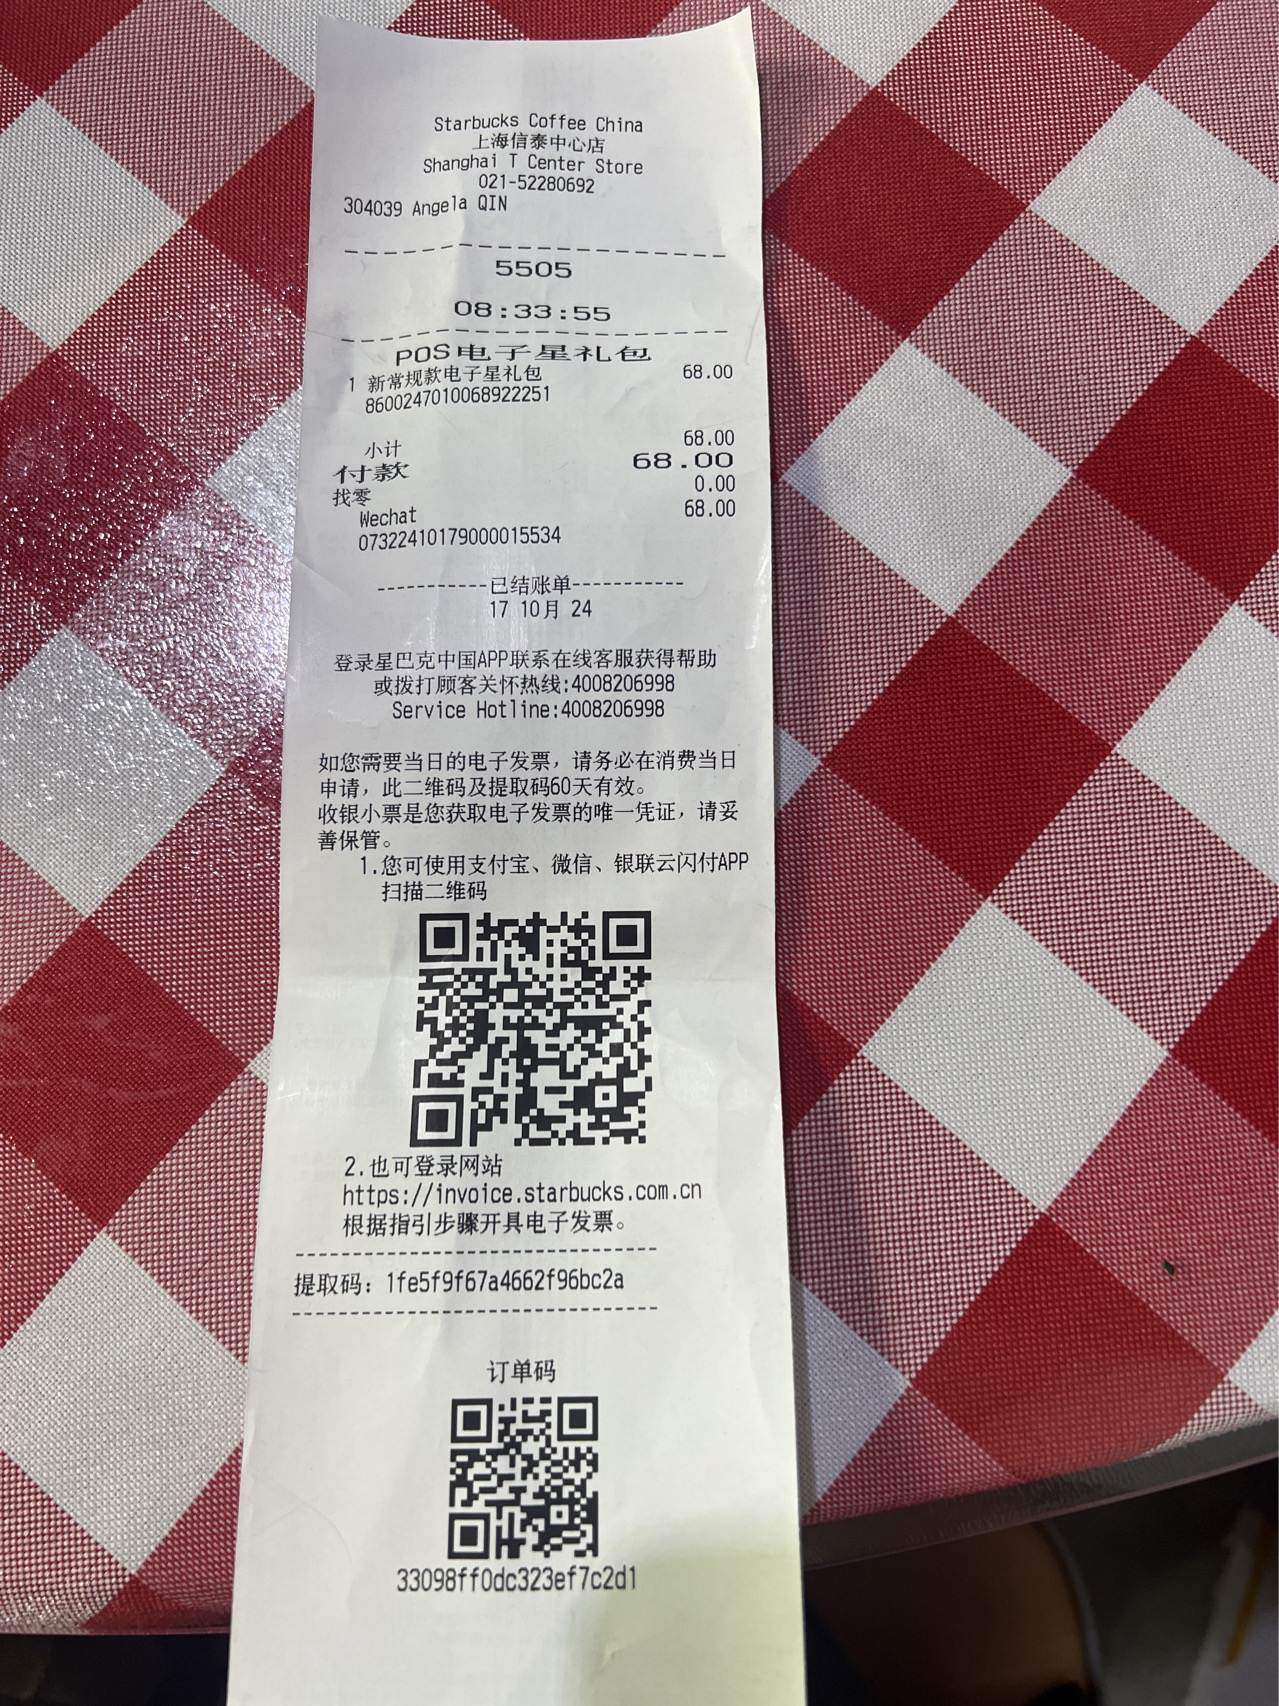 Starbucks Coffee China
上海信泰中心店
Shanghai T Center Store
021-52280692
304039 Angela QIN
5505
08:33:55
POS电子星礼包
1 新常规款电子星礼包 68.00
8600247010068922251
小计 68.00
付款 68.00
找零 0.00
Wechat 68.00
07322410179000015534
-----------已结账单-----------
17 10月 24
登录星巴克中国APP联系在线客服获得帮助
或拨打顾客关怀热线:4008206998
Service Hotline:4008206998
如您需要当日的电子发票，请务必在消费当日
申请，此二维码及提取码60天有效。
收银小票是您获取电子发票的唯一凭证，请妥
善保管。
1.您可使用支付宝、微信、银联云闪付APP
扫描二维码
2.也可登录网站
https://invoice.starbucks.com.cn
根据指引步骤开具电子发票。
提取码：1fe5f9f67a4662f96bc2a
订单码
33098ff0dc323ef7c2d1